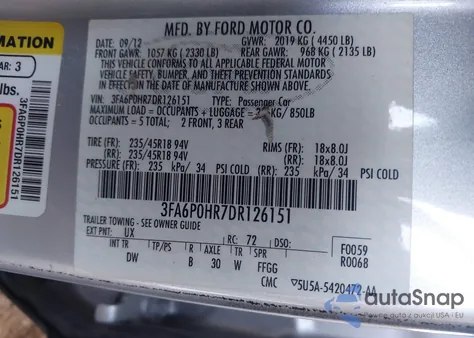 MFD. BY FORD MOTOR CO.
DATE: 09/12 GVWR: 2019 KG (4450 LB)
FRONT GAWR: 1057 KG (2330 LB) REAR GAWR: 968 KG (2135 LB)
THIS VEHICLE CONFORMS TO ALL APPLICABLE FEDERAL MOTOR
VEHICLE SAFETY, BUMPER, AND THEFT PREVENTION STANDARDS
IN EFFECT ON THE DATE OF MANUFACTURE SHOWN ABOVE.
VIN: 3FA6P0HR7DR126151 TYPE: Passenger Car
MAXIMUM LOAD = OCCUPANTS + LUGGAGE = KG/850LB
OCCUPANTS = 5 TOTAL: 2 FRONT, 3 REAR
TIRE (FR): 235/45R18 94V RIMS (FR): 18x8.0J
(RR): 235/45R18 94V (RR): 18x8.0J
PRESSURE (FR): 235 kPa/ 34 PSI COLD (RR): 235 kPa/ 34 PSI COLD
3FA6P0HR7DR126151
TRAILER TOWING - SEE OWNER GUIDE
EXT PNT: UX RC: 72 DSO: F0059
R0068
INT TR TP/PS R AXLE TR SPR
DW B 30 W FFGG
CMC 5U5A-5420472-AA
MATION
AR: 3
lbs.
3FA6P0HR7DR126151
autoSnap
Auctions of USA & Canada